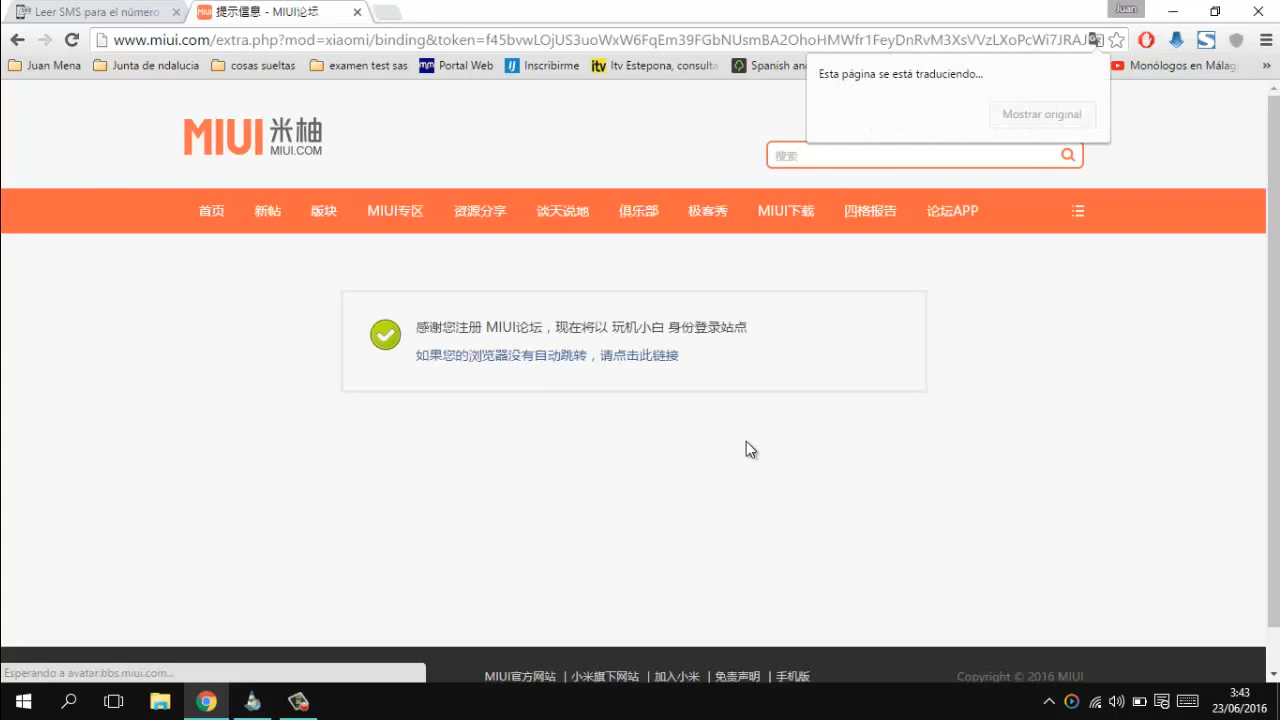 Leer SMS para el número
提示信息 - MIUI论坛
Juan
www.miui.com/extra.php?mod=xiaomi/binding&token=f45bvwLOjUS3uoWxW6FqEm39FGbNUsmBA2OhoHMWfr1FeyDnRvM3XsVVzLXoPcWi7JRAJ
Juan Mena
Junta de ndalucia
cosas sueltas
examen test sas
Portal Web
Inscribirme
Itv Estepona, consulta
Spanish an
Monólogos en Málag
»
Esta página se está traduciendo...
Mostrar original
MIUI 米柚
MIUI.COM
搜索
首页 新帖 版块 MIUI专区 资源分享 谈天说地 俱乐部 极客秀 MIUI下载 四格报告 论坛APP
感谢您注册 MIUI论坛，现在将以 玩机小白 身份登录站点
如果您的浏览器没有自动跳转，请点击此链接
Esperando a avatar.bbs.miui.com...
MIUI官方网站 | 小米旗下网站 | 加入小米 | 免责声明 | 手机版
Copyright © 2016 MIUI
3:43
23/06/2016